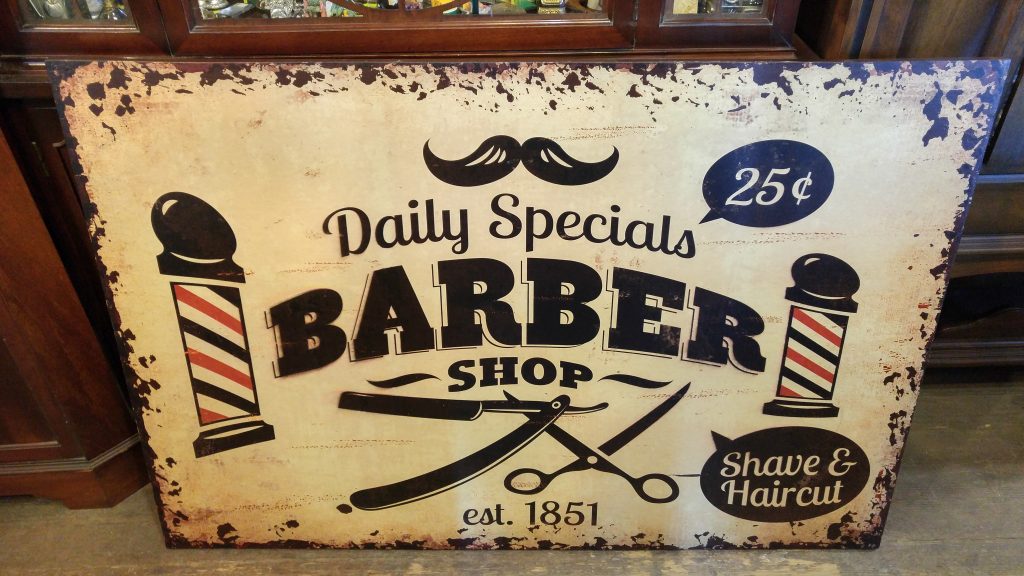 25¢
Daily Specials
BARBER
SHOP
Shave &
Haircut
est. 1851